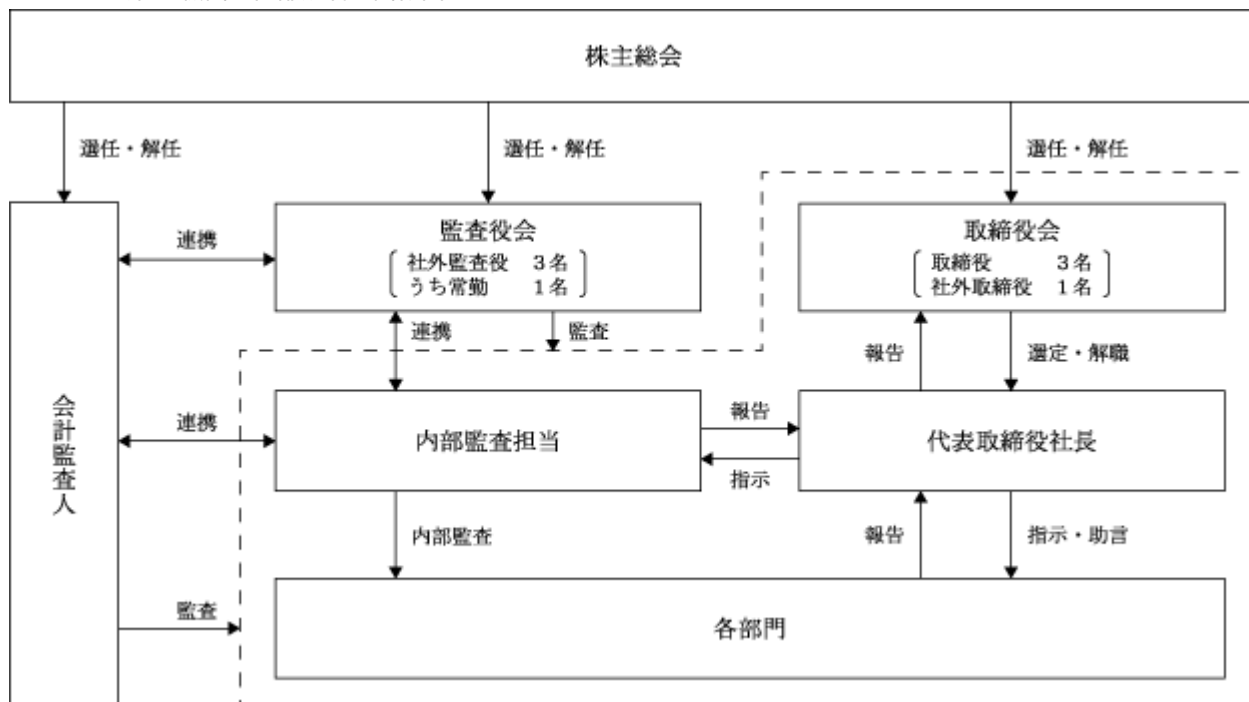 株主総会
選任・解任
選任・解任
選任・解任
連携
監査役会
社外監査役 3名
うち常勤 1名
取締役会
取締役 3名
社外取締役 1名
連携
監査
報告
選定・解職
会計監査人
連携
内部監査担当
報告
指示
代表取締役社長
内部監査
報告
指示・助言
監査
各部門